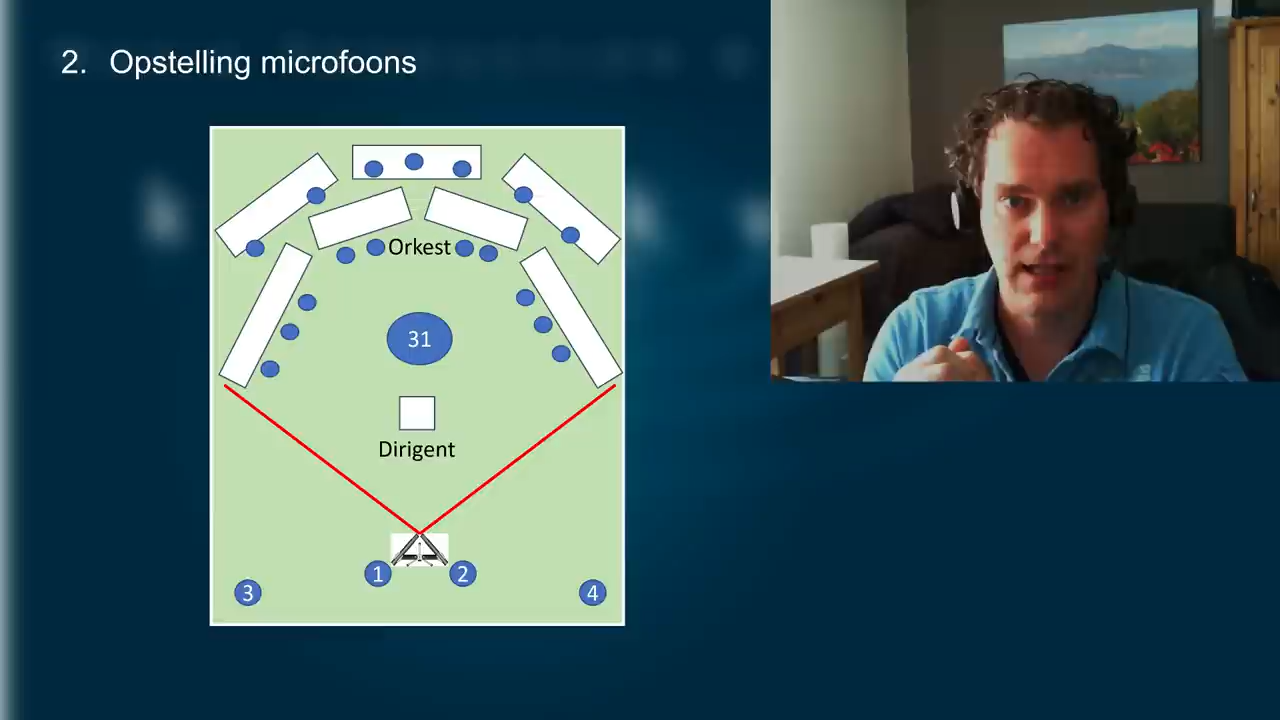 2. Opstelling microfoons
Orkest
31
Dirigent
1 2
3 4